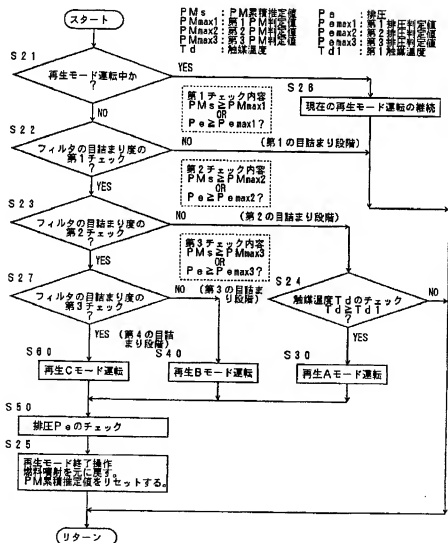 スタート
PMs:PM累積推定値
PMmax1:第1PM判定値
PMmax2:第2PM判定値
PMmax3:第3PM判定値
Td:触媒温度
Pe:排圧
Pemax1:第1排圧判定値
Pemax2:第2排圧判定値
Pemax3:第3排圧判定値
Td1:第1触媒温度
S21
再生モード運転中か
?
YES
NO
S26
現在の再生モード運転の継続
第1チェック内容
PMs≧PMmax1
OR
Pe≧Pemax1?
S22
フィルタの目詰まり度の
第1チェック
?
NO
(第1の目詰まり段階)
YES
第2チェック内容
PMs≧PMmax2
OR
Pe≧Pemax2?
S23
フィルタの目詰まり度の
第2チェック
?
NO
(第2の目詰まり段階)
YES
第3チェック内容
PMs≧PMmax3
OR
Pe≧Pemax3?
S24
触媒温度Tdのチェック
Td≧Td1
?
NO
YES
S27
フィルタの目詰まり度の
第3チェック
?
NO
(第3の目詰ま
り段階)
YES
(第4の目詰
まり段階)
S60
再生Cモード運転
S40
再生Bモード運転
S30
再生Aモード運転
S50
排圧Peのチェック
S25
再生モード終了操作
燃料噴射を元に戻す。
PM累積推定値をリセットする。
リターン